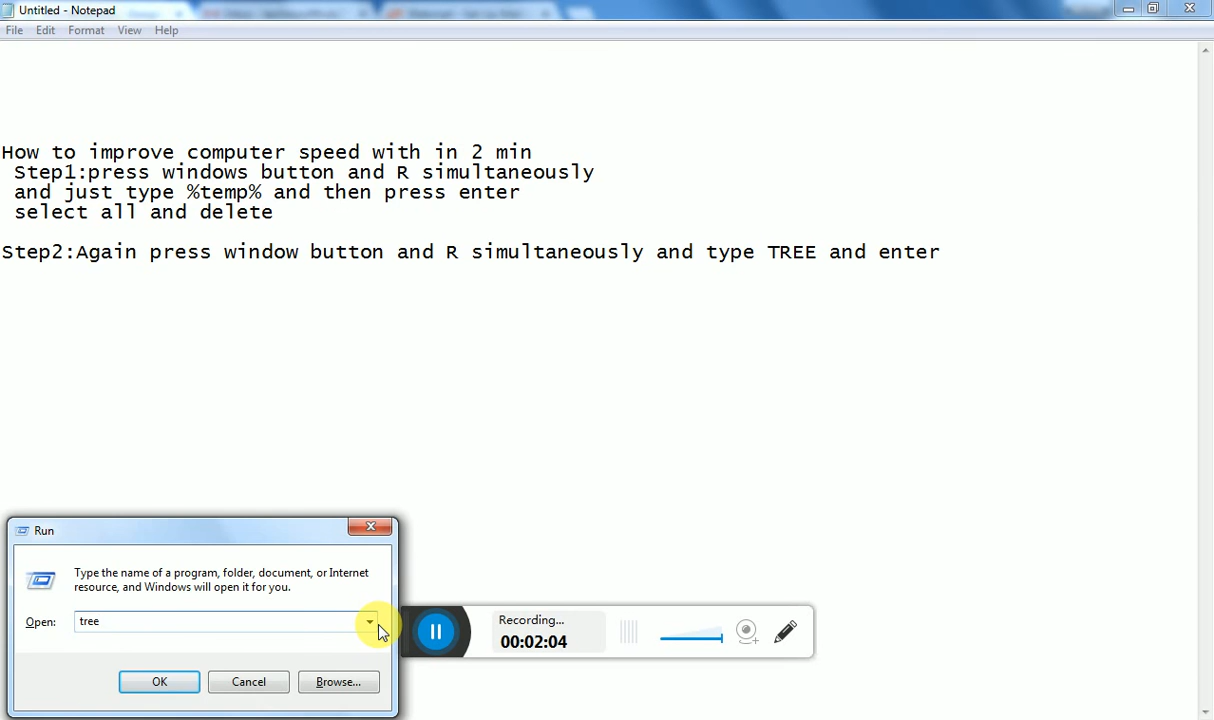 Untitled - Notepad
File Edit Format View Help
How to improve computer speed with in 2 min
Step1:press windows button and R simultaneously
and just type %temp% and then press enter
select all and delete
Step2:Again press window button and R simultaneously and type TREE and enter
Run
Type the name of a program, folder, document, or Internet
resource, and Windows will open it for you.
Open: tree
OK Cancel Browse...
Recording...
00:02:04